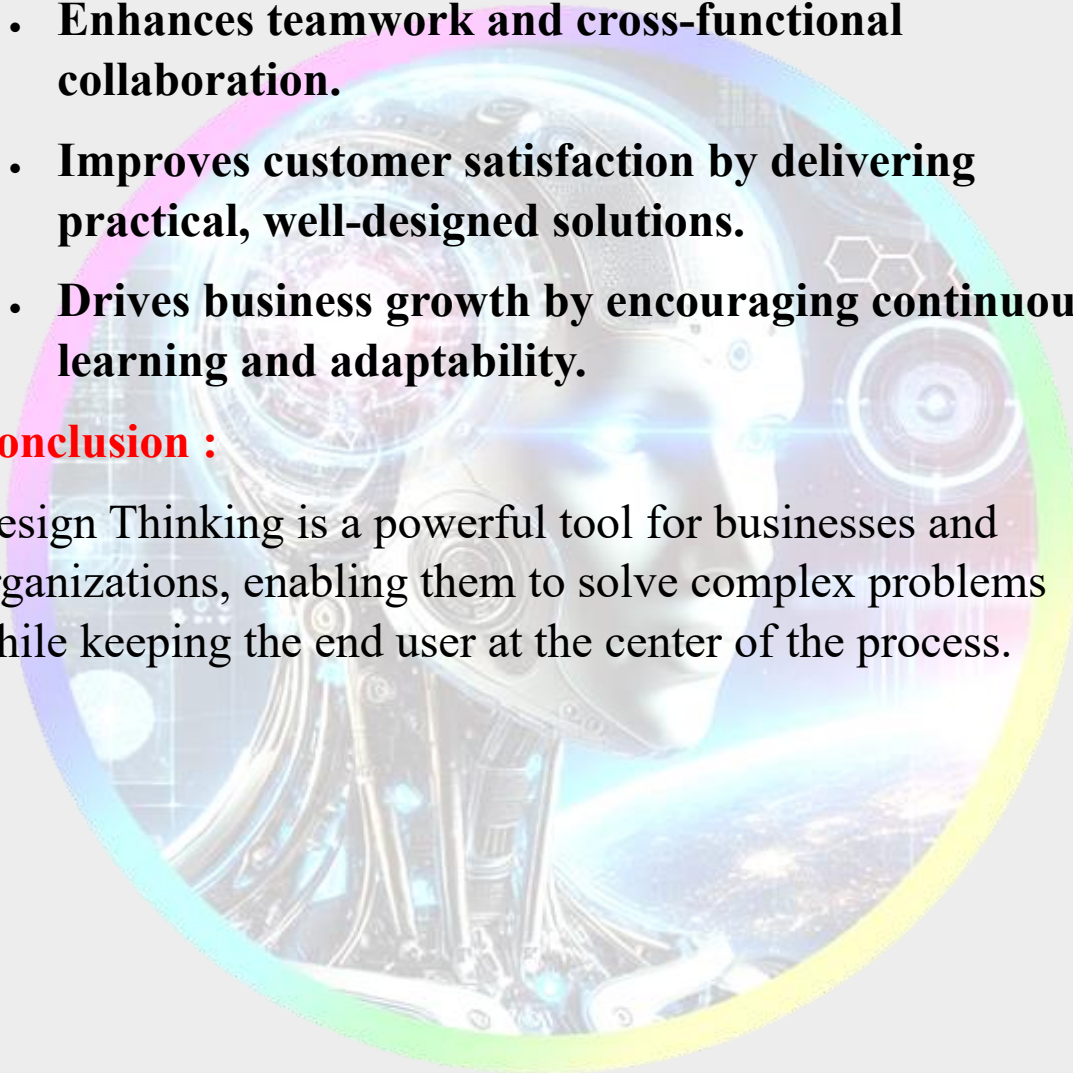 • Enhances teamwork and cross-functional
collaboration.
• Improves customer satisfaction by delivering
practical, well-designed solutions.
• Drives business growth by encouraging continuou
learning and adaptability.
onclusion :
esign Thinking is a powerful tool for businesses and
ganizations, enabling them to solve complex problems
hile keeping the end user at the center of the process.